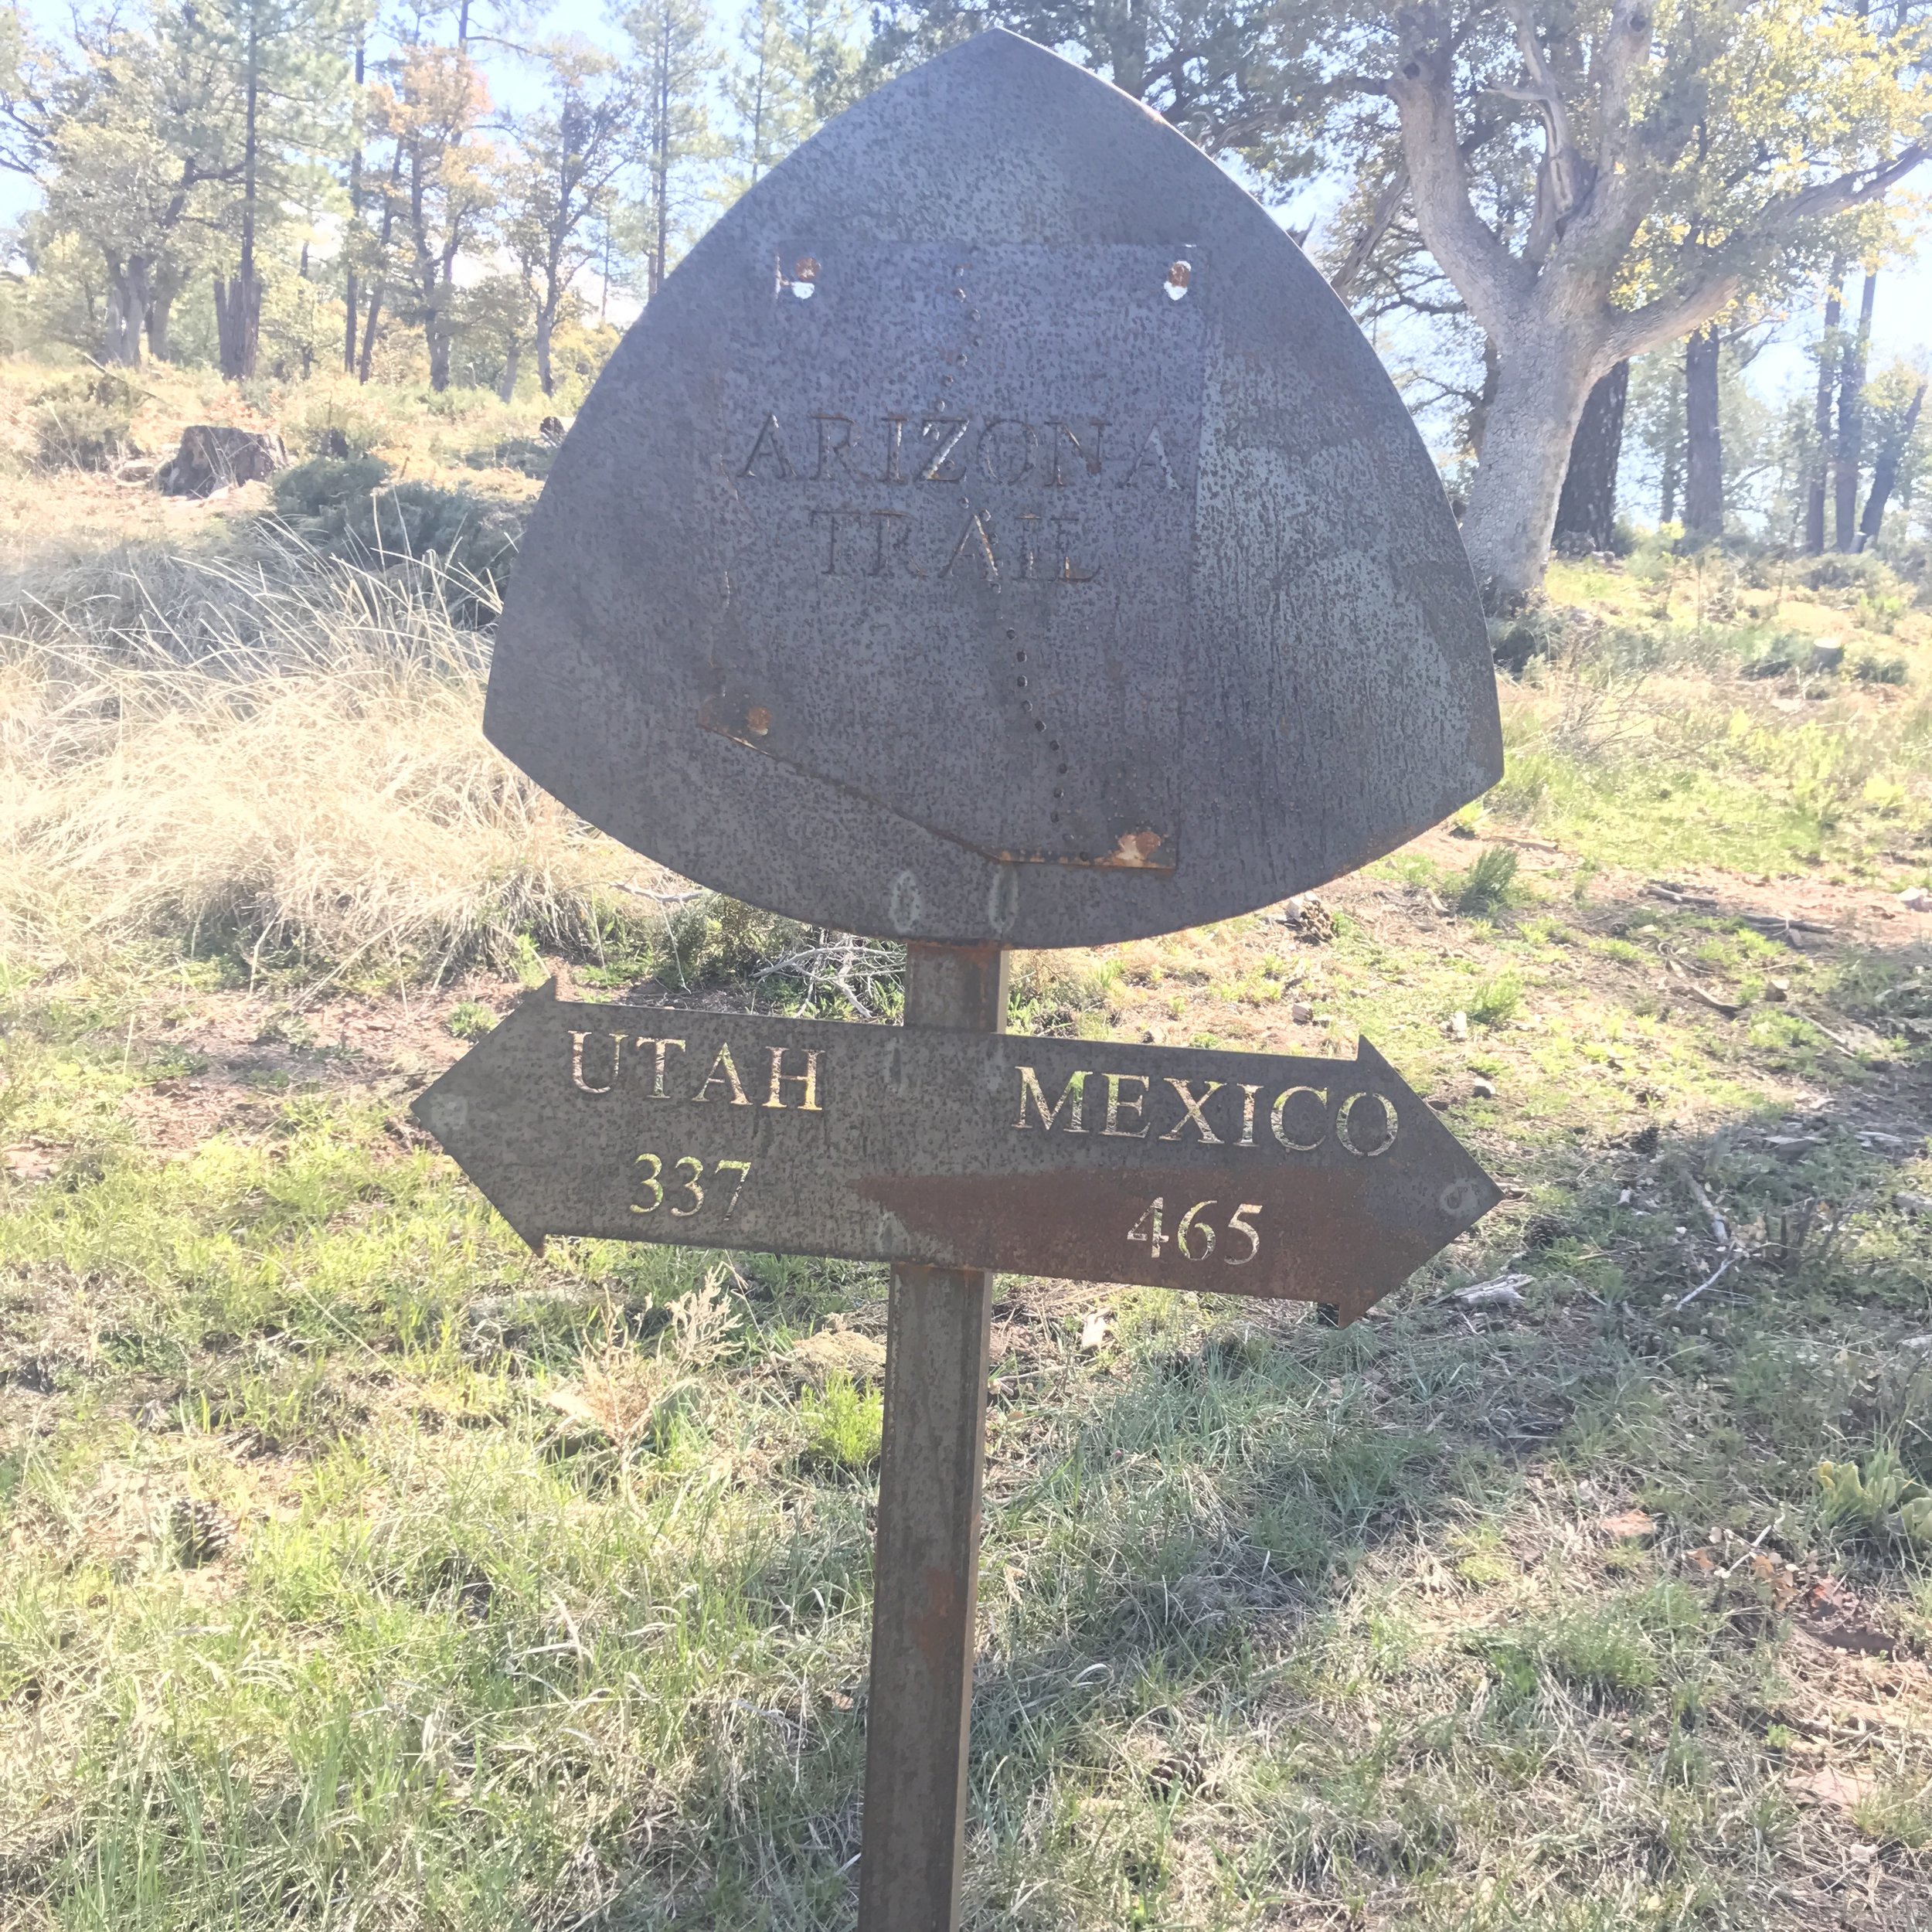 ARIZONA
TRAIL
UTAH MEXICO
337 465